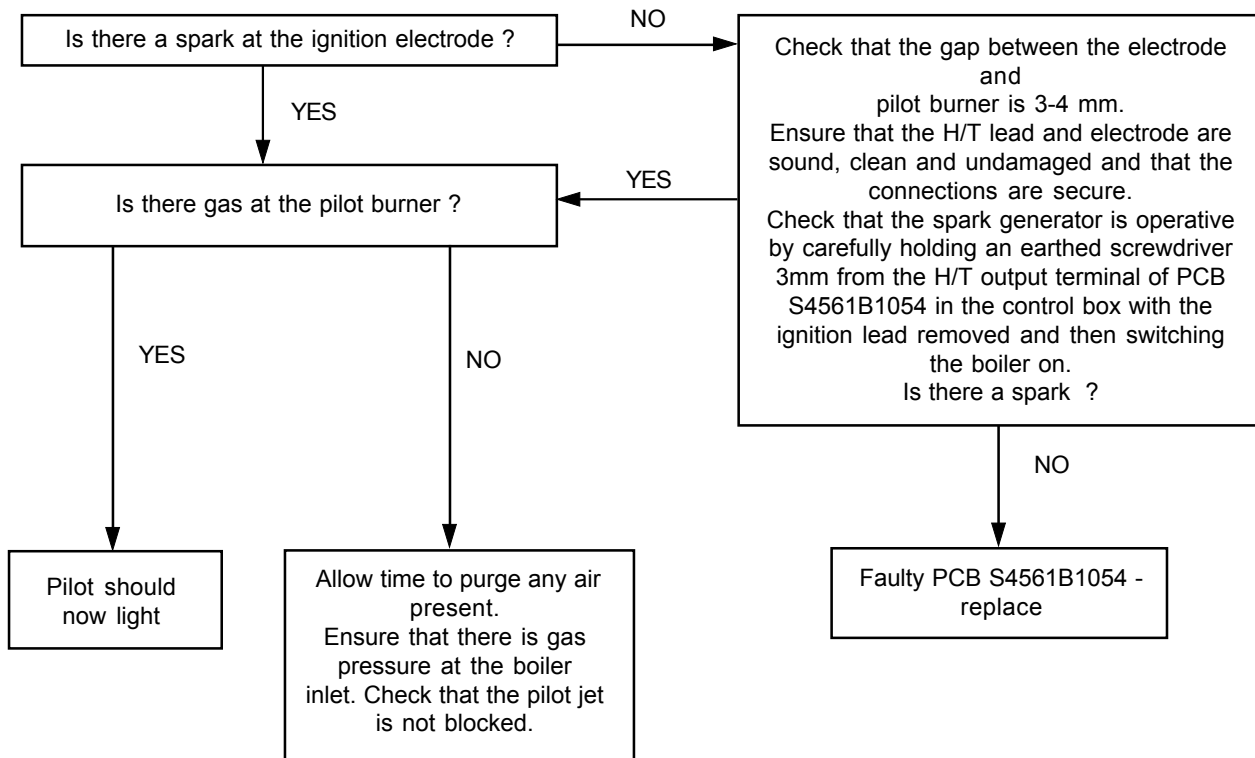 Is there a spark at the ignition electrode ?
NO
Check that the gap between the electrode
and
pilot burner is 3-4 mm.
Ensure that the H/T lead and electrode are
sound, clean and undamaged and that the
connections are secure.
Check that the spark generator is operative
by carefully holding an earthed screwdriver
3mm from the H/T output terminal of PCB
S4561B1054 in the control box with the
ignition lead removed and then switching
the boiler on.
Is there a spark ?
YES
Is there gas at the pilot burner ?
YES
YES
NO
NO
Pilot should
now light
Allow time to purge any air
present.
Ensure that there is gas
pressure at the boiler
inlet. Check that the pilot jet
is not blocked.
Faulty PCB S4561B1054 -
replace